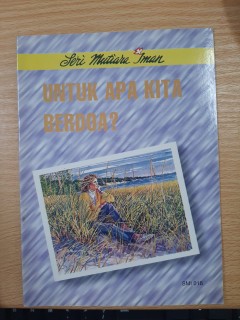 Seri Mutiara Iman
UNTUK APA KITA
BERDOA?